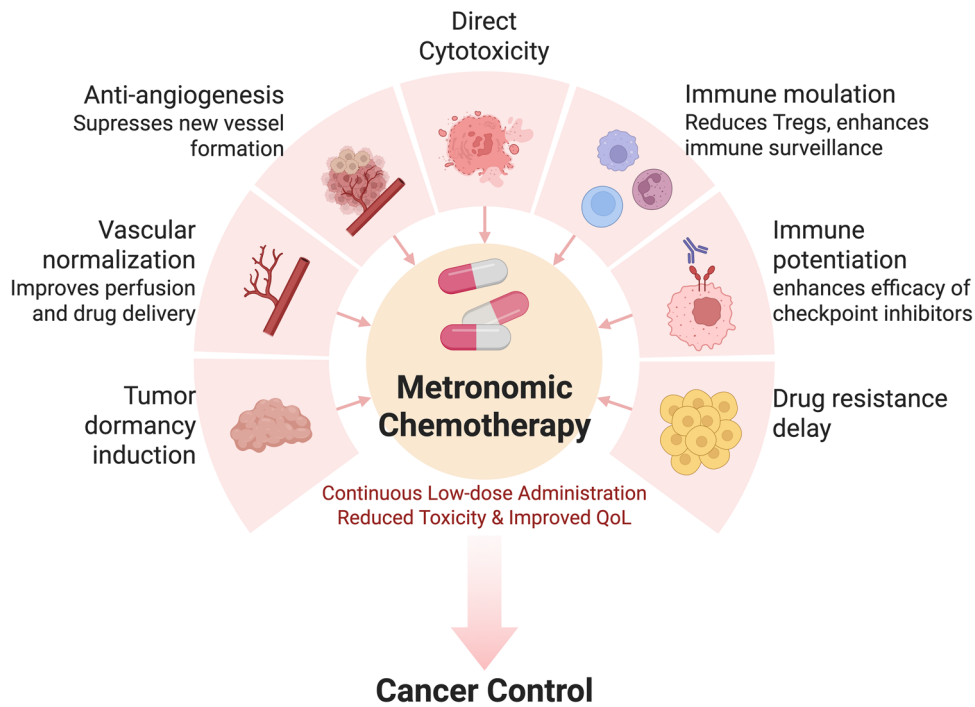 Direct
Cytotoxicity
Anti-angiogenesis
Supresses new vessel
formation
Immune moulation
Reduces Tregs, enhances
immune surveillance
Vascular
normalization
Improves perfusion
and drug delivery
Immune
potentiation
enhances efficacy of
checkpoint inhibitors
Tumor
dormancy
induction
Drug resistance
delay
Metronomic
Chemotherapy
Continuous Low-dose Administration
Reduced Toxicity & Improved QoL
Cancer Control